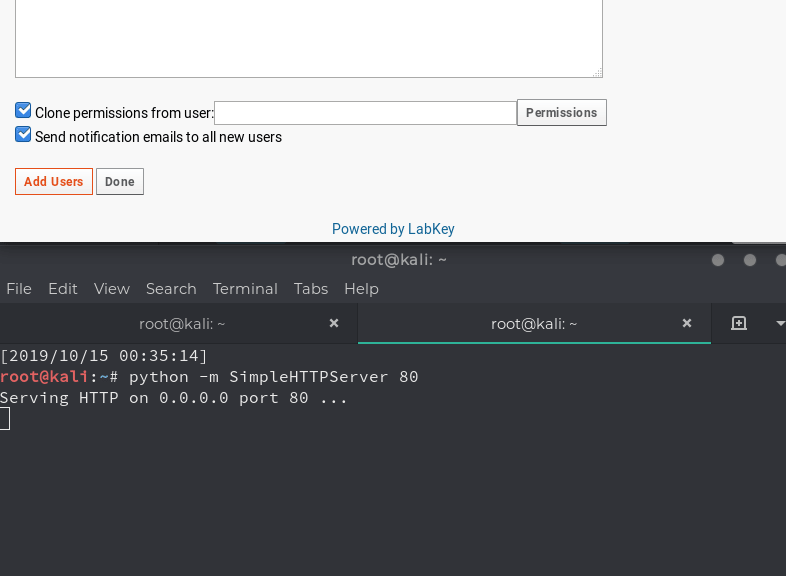 Clone permissions from user: Permissions
Send notification emails to all new users
Add Users Done
Powered by LabKey
root@kali: ~
File Edit View Search Terminal Tabs Help
root@kali: ~ × root@kali: ~ ×
[2019/10/15 00:35:14]
root@kali:~# python -m SimpleHTTPServer 80
Serving HTTP on 0.0.0.0 port 80 ...